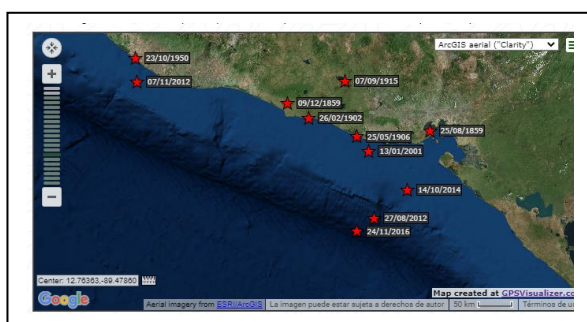 ArcGIS aerial ("Clarity")
23/10/1950
07/11/2012
07/09/1915
09/12/1859
26/02/1902
25/05/1906
25/08/1859
13/01/2001
14/10/2014
27/08/2012
24/11/2016
Center: 12.76363,-89.47860
Map created at GPSVisualizer.co
Google
Aerial imagery from ESRI/ArcGIS
La imagen puede estar sujeta a derechos de autor
50 km
Términos de u